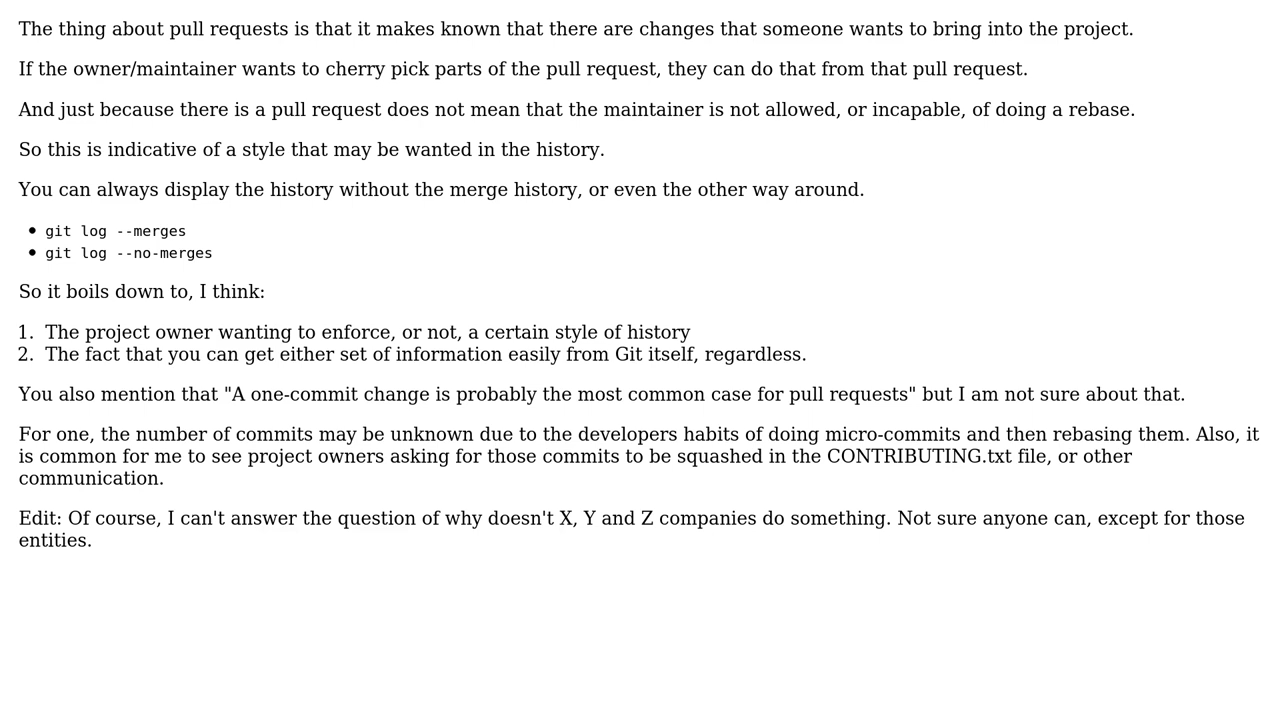 The thing about pull requests is that it makes known that there are changes that someone wants to bring into the project.
If the owner/maintainer wants to cherry pick parts of the pull request, they can do that from that pull request.
And just because there is a pull request does not mean that the maintainer is not allowed, or incapable, of doing a rebase.
So this is indicative of a style that may be wanted in the history.
You can always display the history without the merge history, or even the other way around.
• git log --merges
• git log --no-merges
So it boils down to, I think:
1. The project owner wanting to enforce, or not, a certain style of history
2. The fact that you can get either set of information easily from Git itself, regardless.
You also mention that "A one-commit change is probably the most common case for pull requests" but I am not sure about that.
For one, the number of commits may be unknown due to the developers habits of doing micro-commits and then rebasing them. Also, it
is common for me to see project owners asking for those commits to be squashed in the CONTRIBUTING.txt file, or other
communication.
Edit: Of course, I can't answer the question of why doesn't X, Y and Z companies do something. Not sure anyone can, except for those
entities.